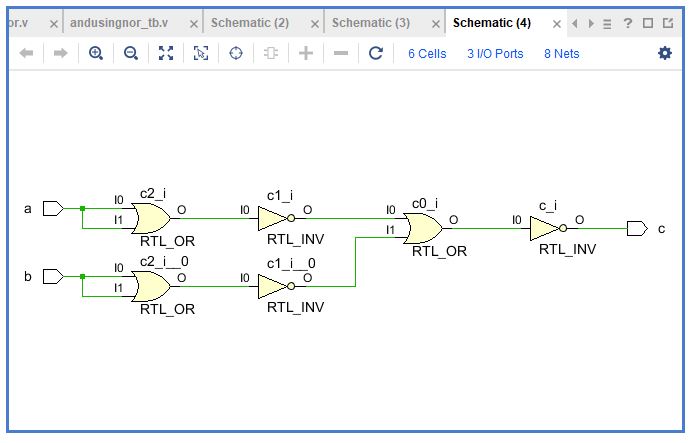 or.v andusingnor_tb.v Schematic (2) Schematic (3) Schematic (4)
6 Cells 3 I/O Ports 8 Nets
a I0 I1 c2_i O RTL_OR I0 c1_i O RTL_INV I0 I1 c0_i O RTL_OR I0 c_i O RTL_INV c
b I0 I1 c2_i__0 O RTL_OR I0 c1_i__0 O RTL_INV